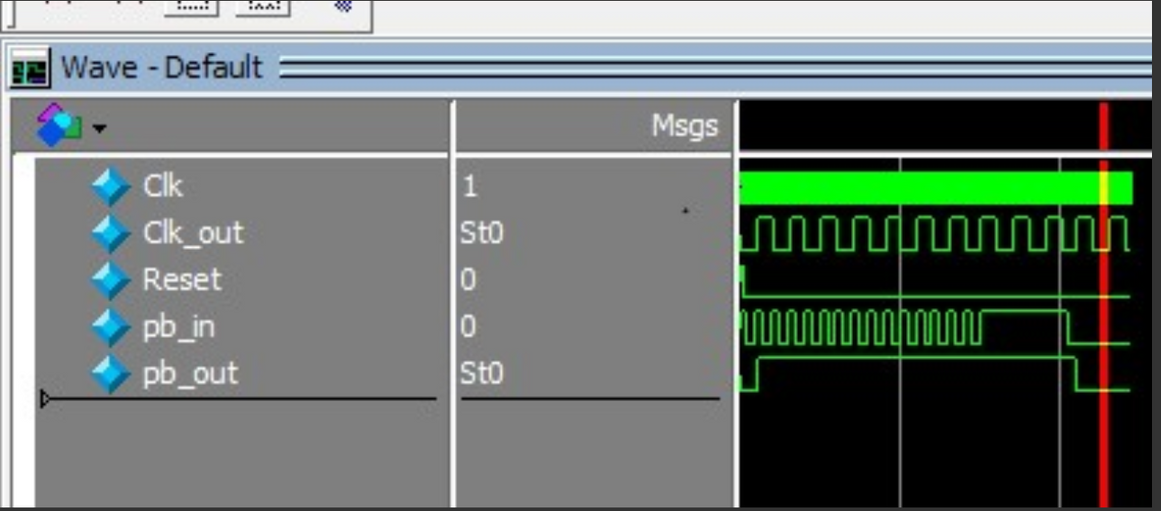 Wave - Default
Msgs
Clk 1
Clk_out St0
Reset 0
pb_in 0
pb_out St0